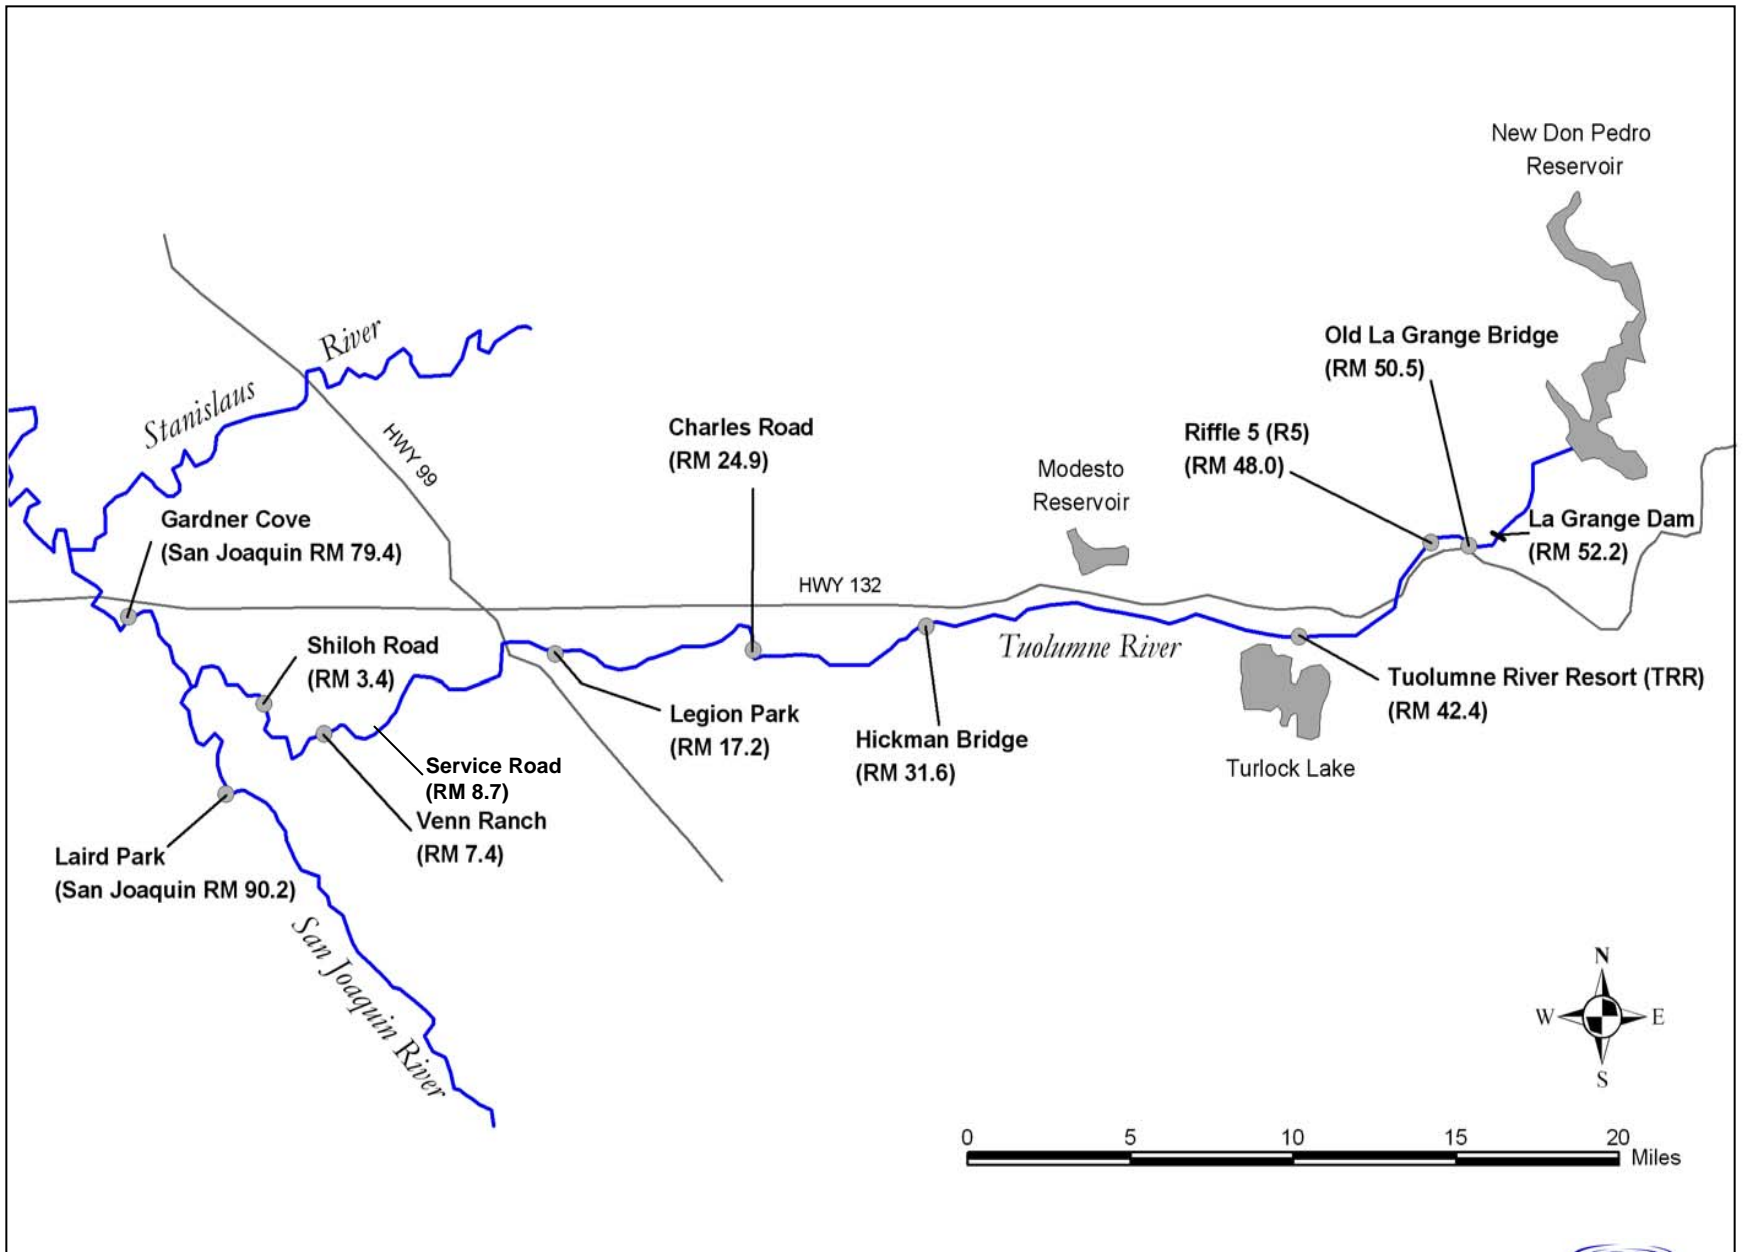 New Don Pedro
Reservoir
Old La Grange Bridge
(RM 50.5)
River
Stanislaus
HWY 99
Charles Road
(RM 24.9)
Riffle 5 (R5)
(RM 48.0)
Modesto
Reservoir
Gardner Cove
(San Joaquin RM 79.4)
La Grange Dam
(RM 52.2)
HWY 132
Shiloh Road
(RM 3.4)
Tuolumne River
Tuolumne River Resort (TRR)
(RM 42.4)
Legion Park
(RM 17.2)
Hickman Bridge
(RM 31.6)
Turlock Lake
Service Road
(RM 8.7)
Venn Ranch
(RM 7.4)
Laird Park
(San Joaquin RM 90.2)
San Joaquin River
N
W
E
S
0 5 10 15 20
Miles